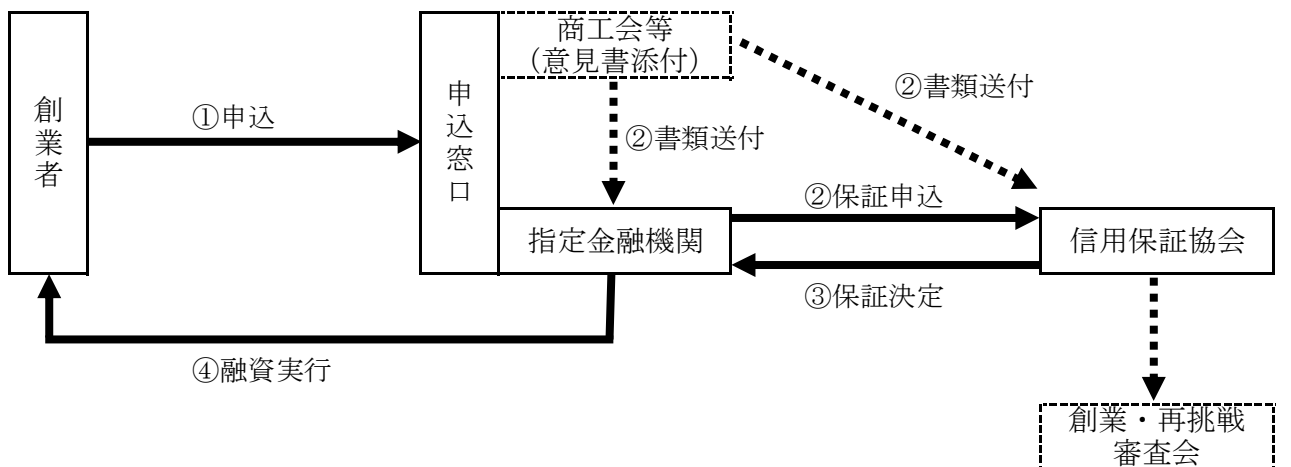 創業者
①申込
申込窓口
商工会等
(意見書添付)
②書類送付
②書類送付
指定金融機関
②保証申込
③保証決定
信用保証協会
④融資実行
創業・再挑戦
審査会